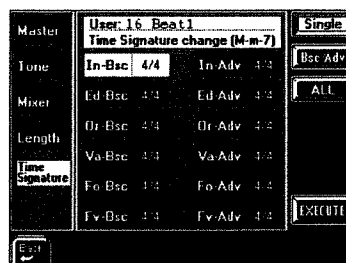 Master
Tone
Mixer
Length
Time
Signature
Exit
User: 16 Beat1
Time Signature change (M-m-7)
In-Bsc 4/4 In-Adv 4/4
Ed-Bsc 4/4 Ed-Adv 4/4
Or-Bsc 4/4 Or-Adv 4/4
Va-Bsc 4/4 Va-Adv 4/4
Fo-Bsc 4/4 Fo-Adv 4/4
Fv-Bsc 4/4 Fv-Adv 4/4
Single
Bsc Adv
ALL
EXECUTE